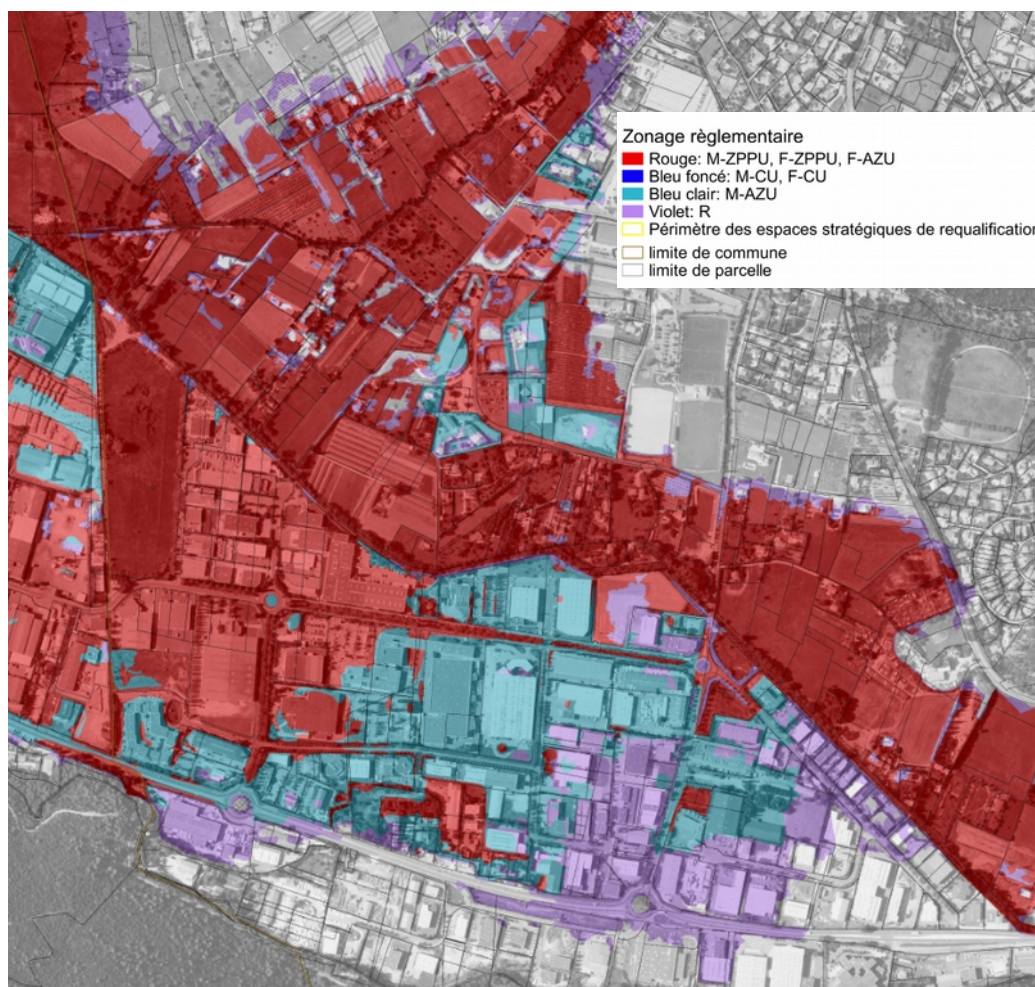 Zonage règlementaire
Rouge: M-ZPPU, F-ZPPU, F-AZU
Bleu foncé: M-CU, F-CU
Bleu clair: M-AZU
Violet: R
Périmètre des espaces stratégiques de requalification
limite de commune
limite de parcelle